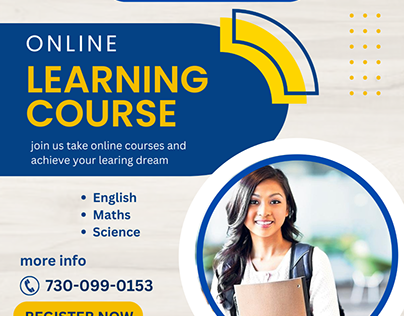 ONLINE
LEARNING
COURSE
join us take online courses and
achieve your learing dream
English
Maths
Science
more info
730-099-0153
REGISTER NOW